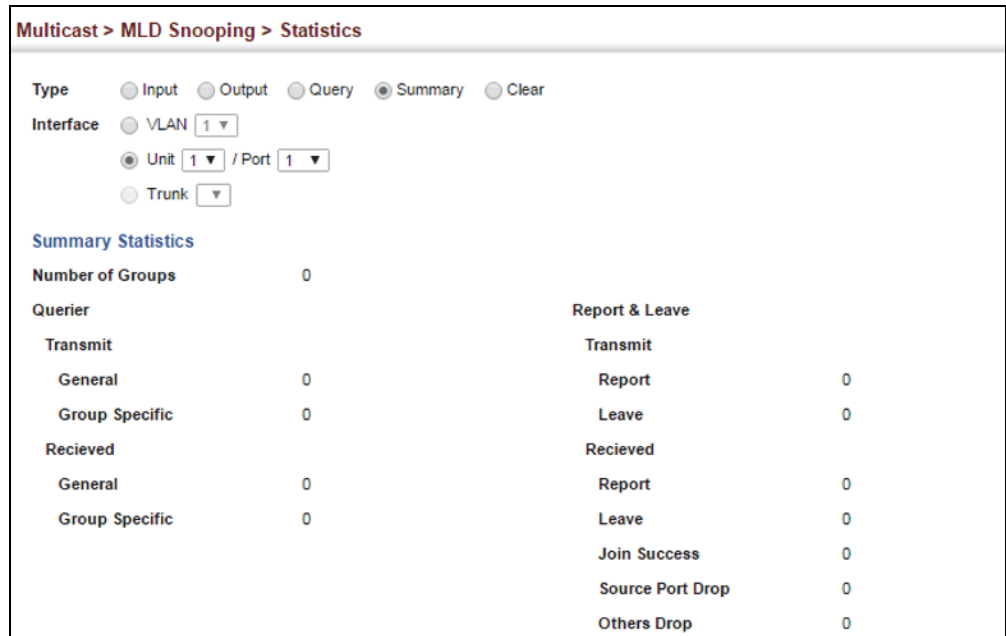 Multicast > MLD Snooping > Statistics
Type Input Output Query Summary Clear
Interface VLAN 1
Unit 1 / Port 1
Trunk
Summary Statistics
Number of Groups 0
Querier
Transmit
General 0
Group Specific 0
Recieved
General 0
Group Specific 0
Report & Leave
Transmit
Report 0
Leave 0
Recieved
Report 0
Leave 0
Join Success 0
Source Port Drop 0
Others Drop 0